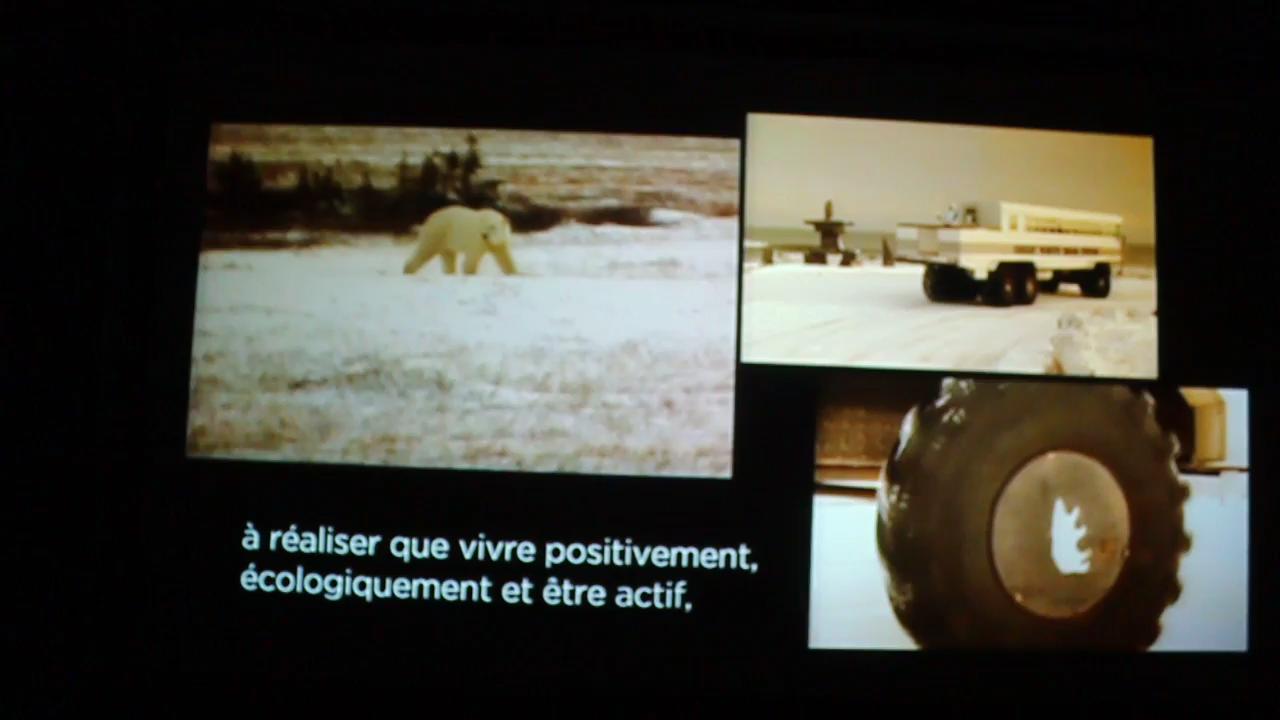 à réaliser que vivre positivement,
écologiquement et être actif,